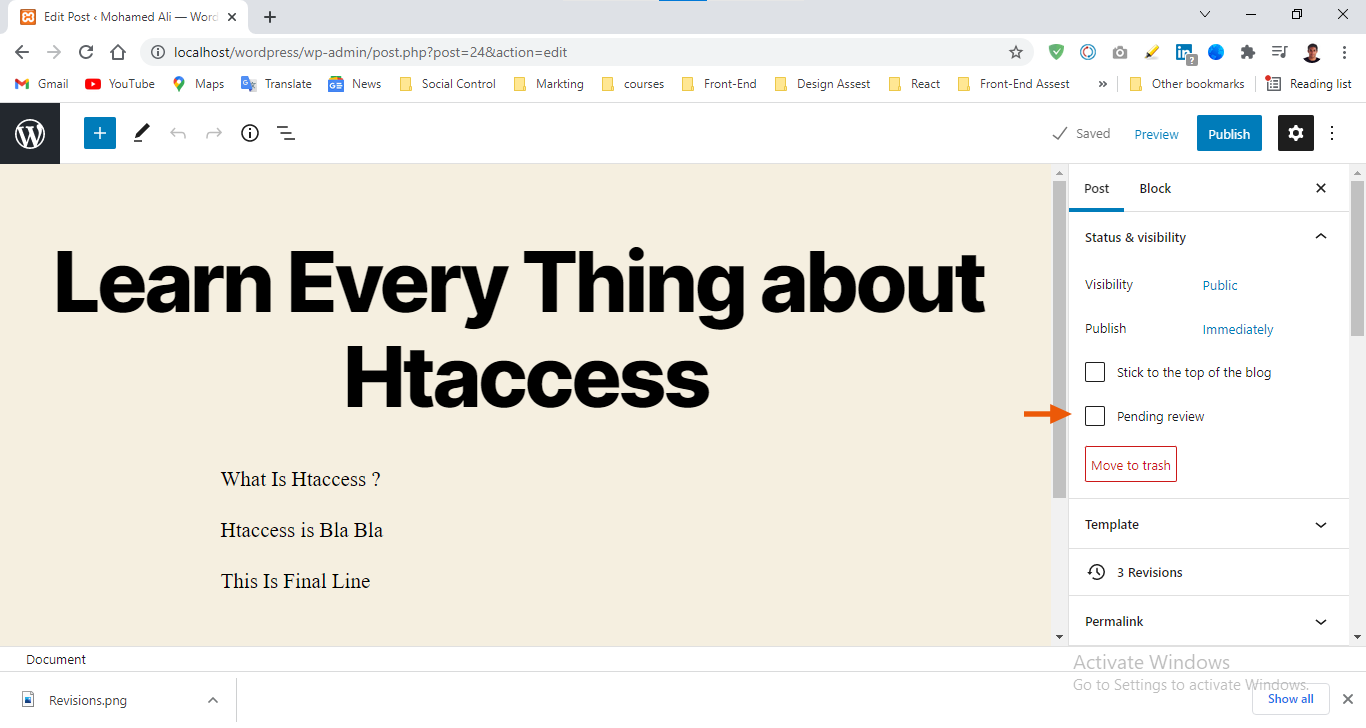 Edit Post ‹ Mohamed Ali — Word
localhost/wordpress/wp-admin/post.php?post=24&action=edit
Gmail YouTube Maps Translate News Social Control Markting courses Front-End Design Assest React Front-End Assest » Other bookmarks Reading list
Saved Preview Publish
Post Block
Status & visibility
Visibility Public
Publish Immediately
Stick to the top of the blog
Pending review
Move to trash
Template
3 Revisions
Permalink
Learn Every Thing about
Htaccess
What Is Htaccess ?
Htaccess is Bla Bla
This Is Final Line
Document
Activate Windows
Go to Settings to activate Windows.
Revisions.png
Show all